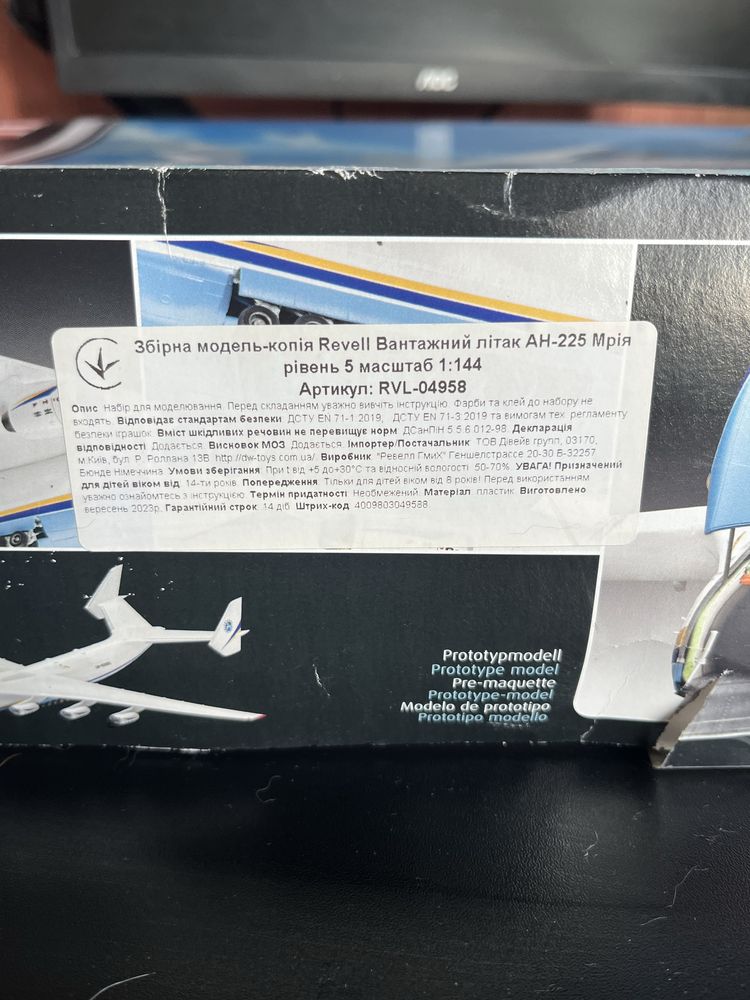 AOC
Збірна модель-копія Revell Вантажний літак АН-225 Мрія
рівень 5 масштаб 1:144
Артикул: RVL-04958
Опис Набір для моделювання. Перед складанням уважно вивчіть інструкцію. Фарби та клей до набору не
входять. Відповідає стандартам безпеки ДСТУ EN 71-1:2019, ДСТУ EN 71-3:2019 та вимогам тех. регламенту
безпеки іграшок. Вміст шкідливих речовин не перевищує норм ДСанПІН 5.5.6.012-98. Декларація
відповідності Додається. Висновок МОЗ Додається. Імпортер/Постачальник ТОВ Дівейв групп, 03170,
м.Київ, бул. Р. Роллана 13В http://dw-toys.com.ua/. Виробник "Ревелл ГмиХ" Геншелстрассе 20-30 Б-32257
Бюнде Німеччина. Умови зберігання При t від +5 до+30°C та відносній вологості 50-70%. УВАГА! Призначений
для дітей віком від 14-ти років. Попередження Тільки для дітей віком від 8 років! Перед використанням
уважно ознайомтесь з інструкцією. Термін придатності Необмежений. Матеріал пластик. Виготовлено
вересень 2023р. Гарантійний строк 14 діб. Штрих-код 4009803049588
Prototypmodell
Prototype model
Pre-maquette
Prototype-model
Modelo de prototipo
Prototipo modello